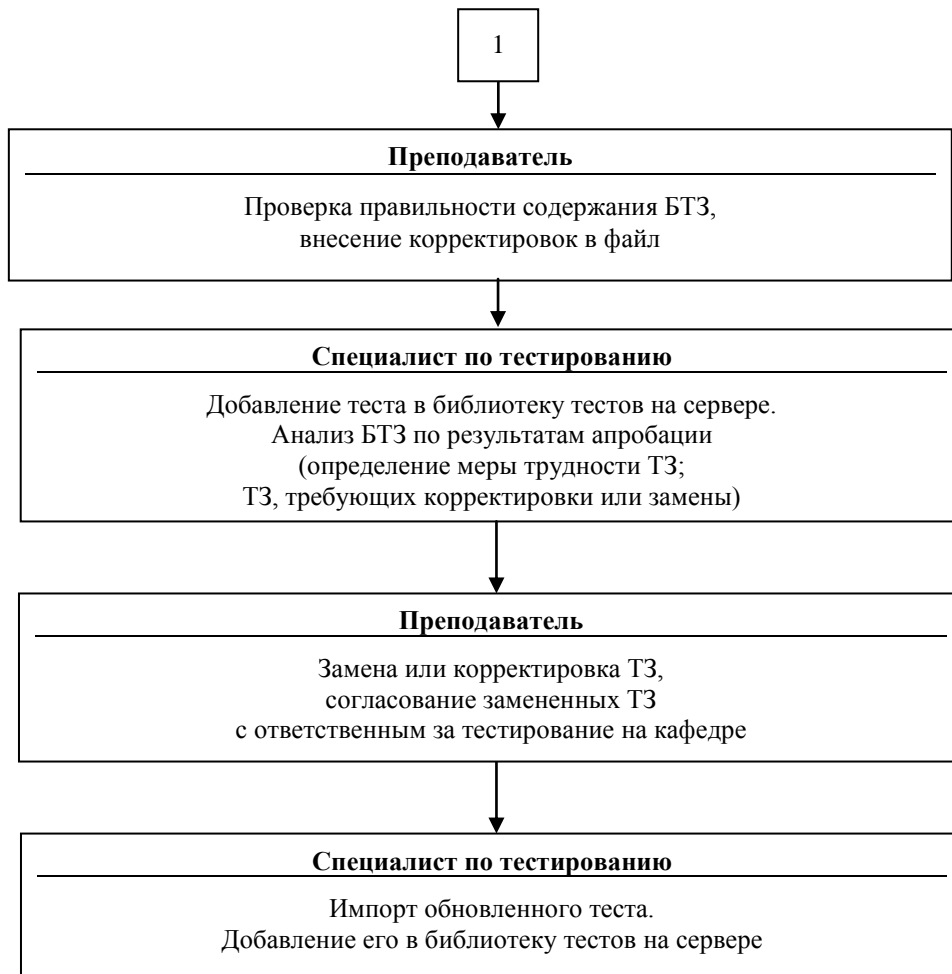 1
Преподаватель
Проверка правильности содержания БТЗ,
внесение корректировок в файл
Специалист по тестированию
Добавление теста в библиотеку тестов на сервере.
Анализ БТЗ по результатам апробации
(определение меры трудности ТЗ;
ТЗ, требующих корректировки или замены)
Преподаватель
Замена или корректировка ТЗ,
согласование замененных ТЗ
с ответственным за тестирование на кафедре
Специалист по тестированию
Импорт обновленного теста.
Добавление его в библиотеку тестов на сервере